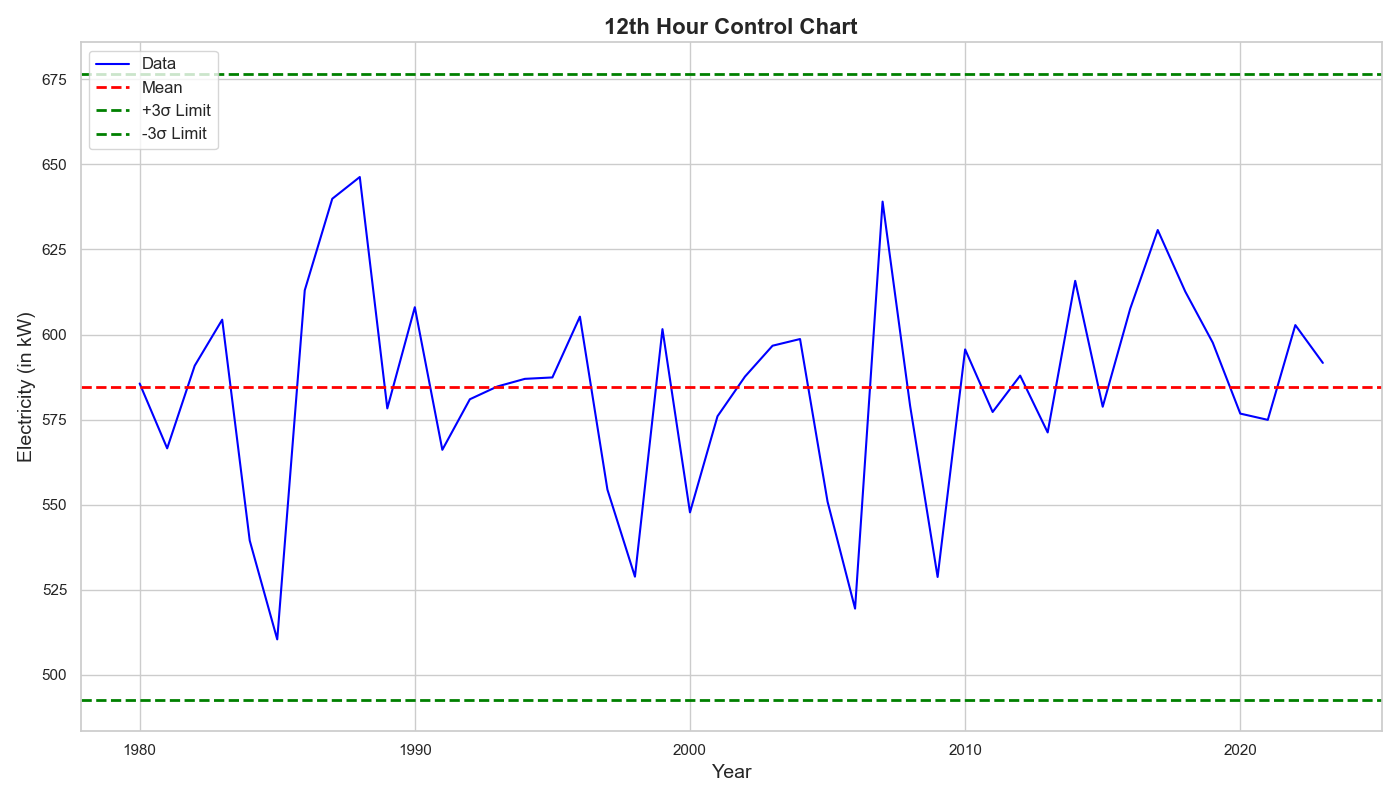 12th Hour Control Chart
Data
Mean
+3σ Limit
-3σ Limit
Electricity (in kW)
675
650
625
600
575
550
525
500
1980
1990
2000
2010
2020
Year